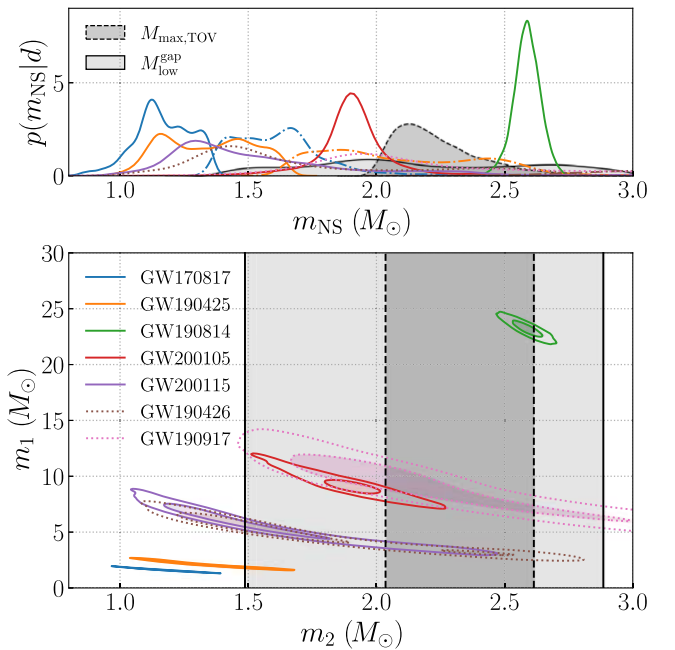 p(m_NS|d)
5
0
M_max,TOV
M_low^gap
1.0 1.5 2.0 2.5 3.0
m_NS (M_⊙)
m_1 (M_⊙)
30
25
20
15
10
5
0
GW170817
GW190425
GW190814
GW200105
GW200115
GW190426
GW190917
1.0 1.5 2.0 2.5 3.0
m_2 (M_⊙)